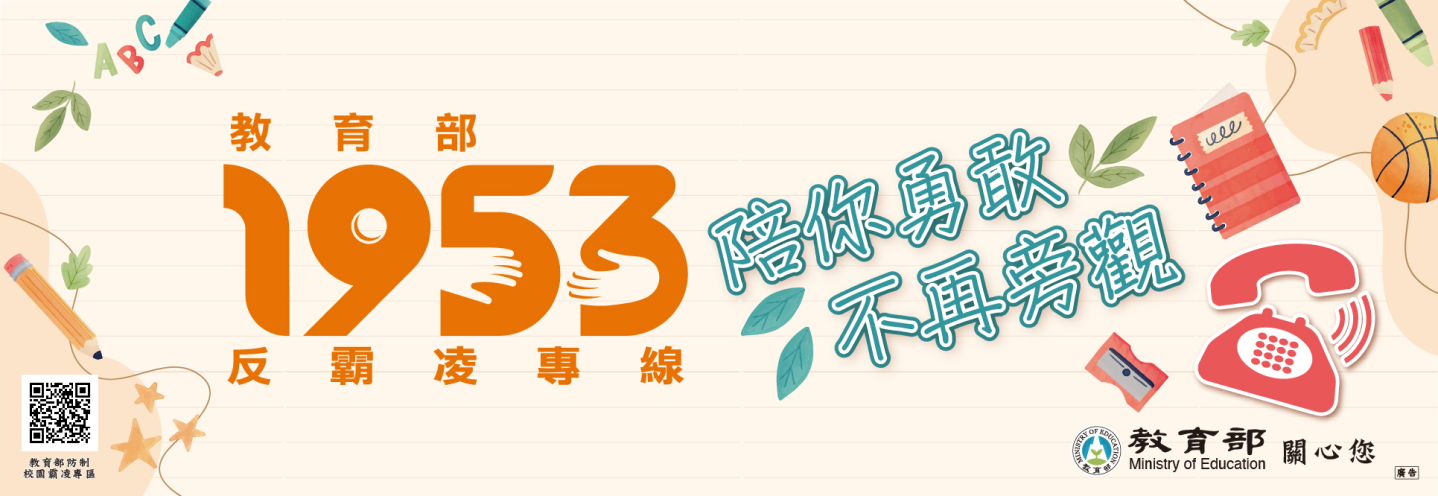 ABC
教育部
1953
反霸凌專線
陪你勇敢
不再旁觀
教育部防制
校園霸凌專區
MINISTRY OF EDUCATION
教育部
教育部
Ministry of Education
關心您
廣告